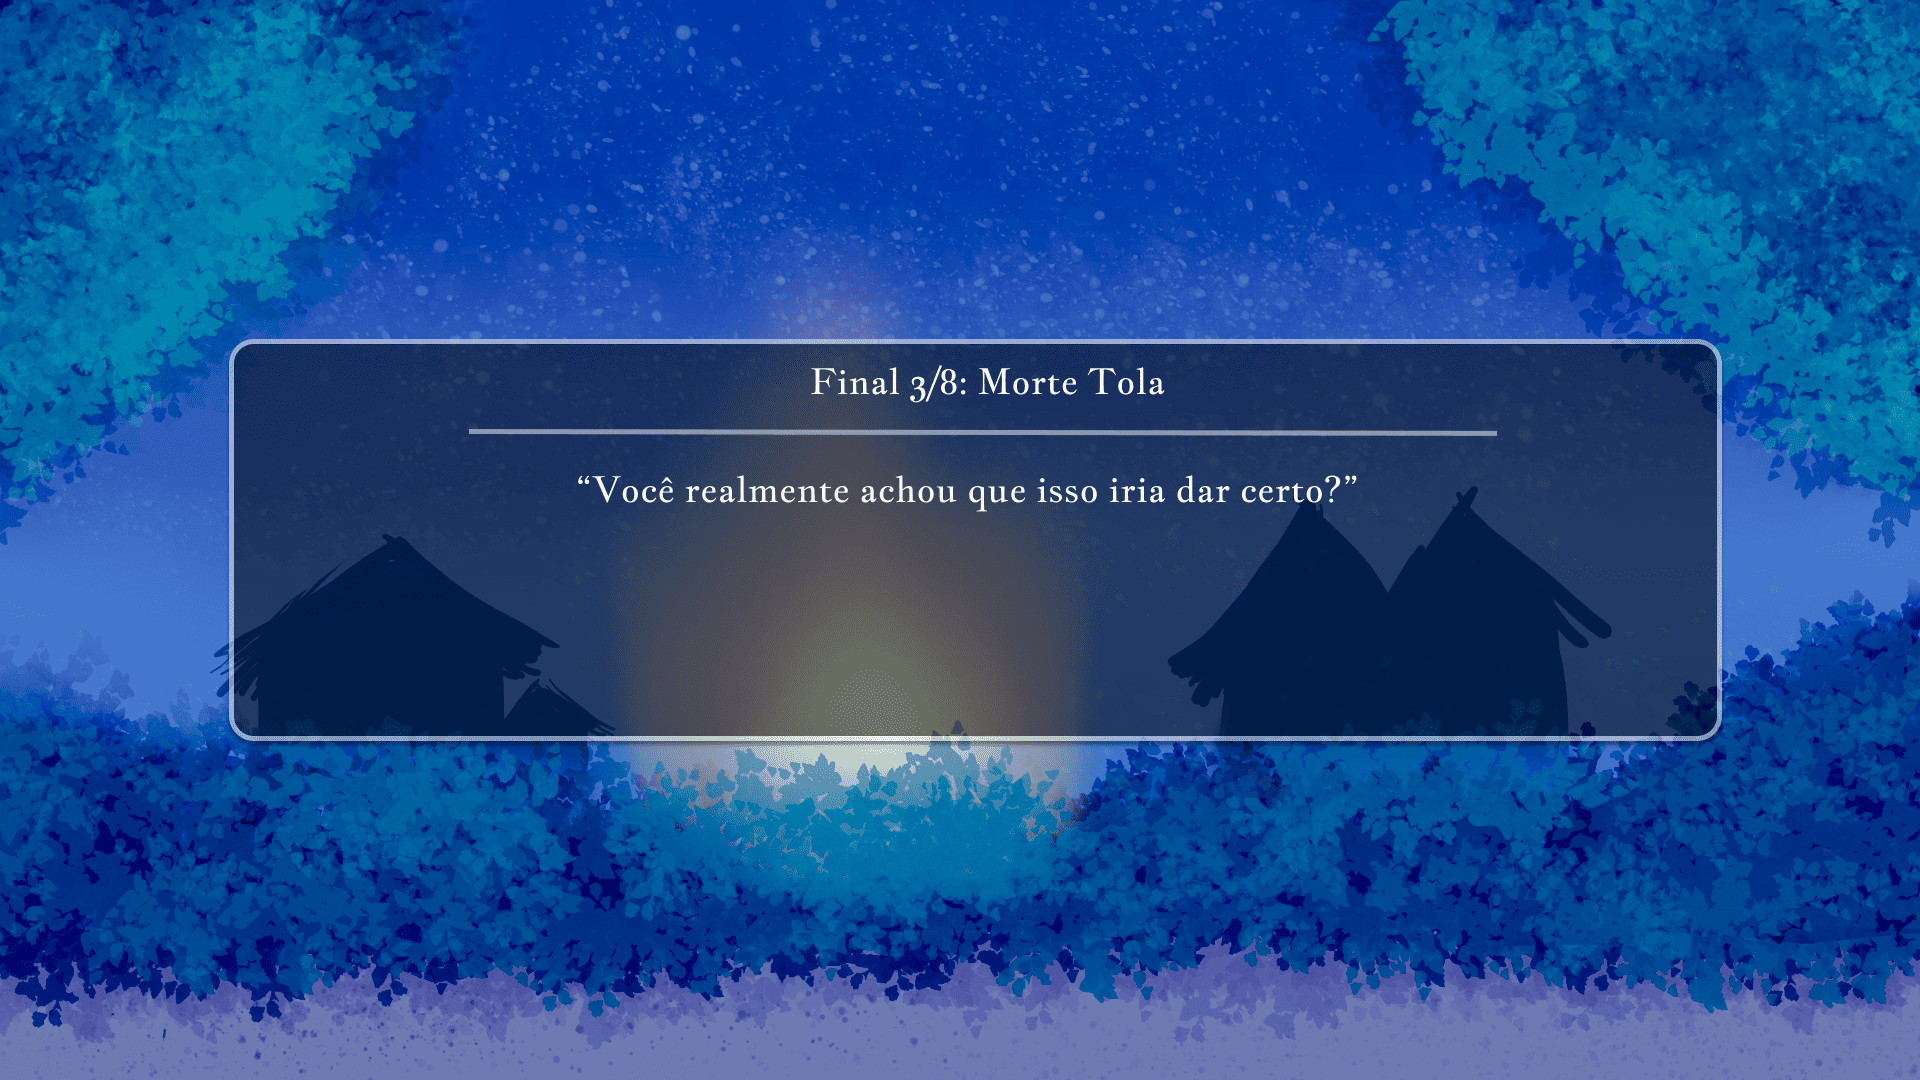 Final 3/8: Morte Tola
“Você realmente achou que isso iria dar certo?”